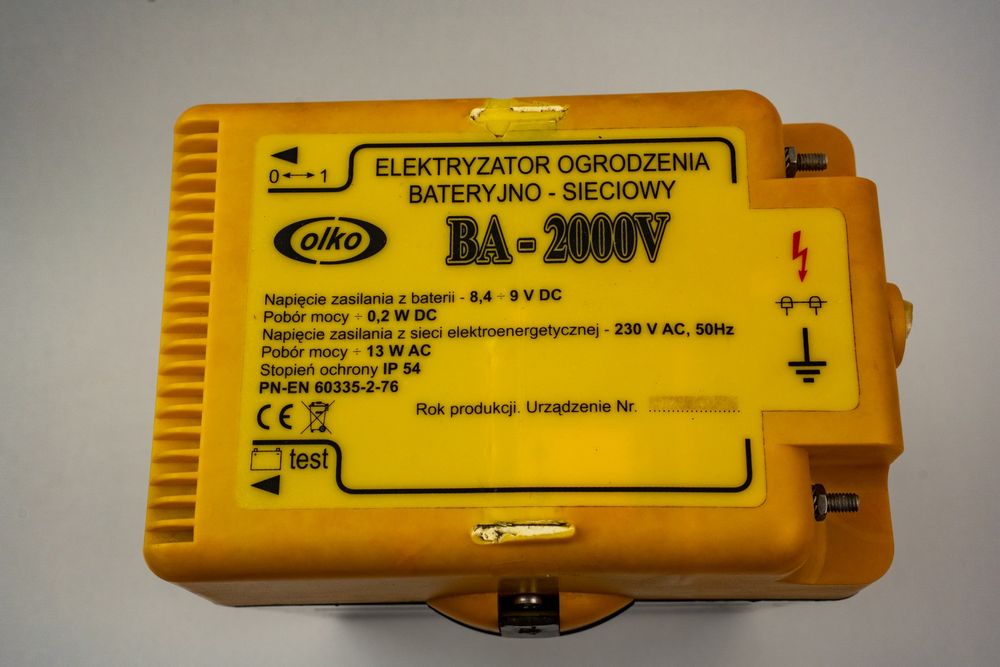 0 ↔ 1
ELEKTRYZATOR OGRODZENIA
BATERYJNO - SIECIOWY
olko
BA - 2000V
Napięcie zasilania z baterii - 8,4 ÷ 9 V DC
Pobór mocy ÷ 0,2 W DC
Napięcie zasilania z sieci elektroenergetycznej - 230 V AC, 50Hz
Pobór mocy ÷ 13 W AC
Stopień ochrony IP 54
PN-EN 60335-2-76
CE
Rok produkcji. Urządzenie Nr.
test